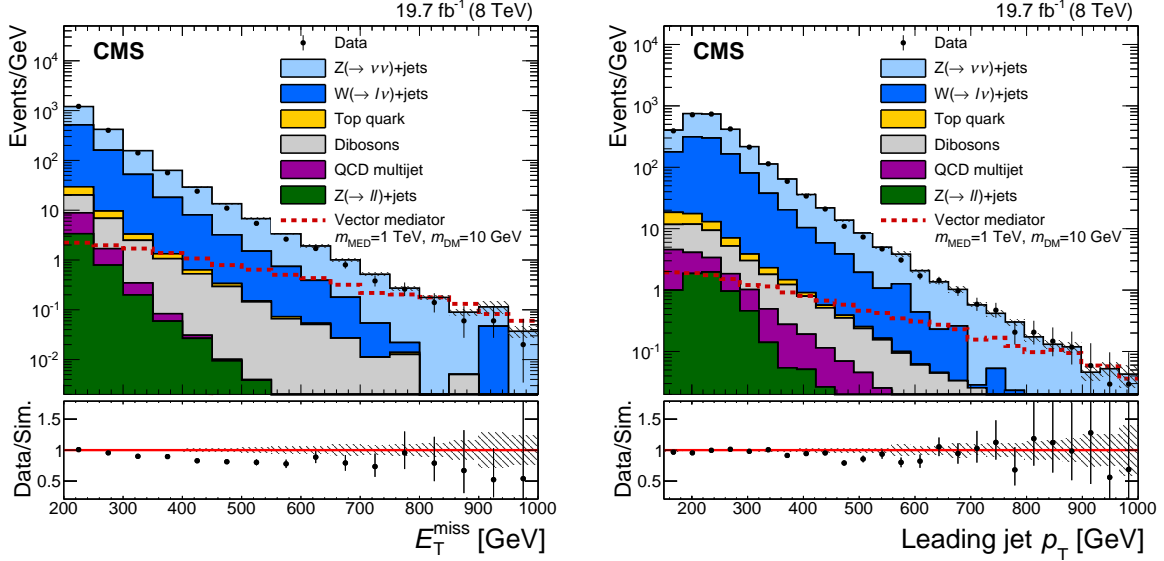 19.7 fb⁻¹ (8 TeV)
CMS
Data
Z(→ νν)+jets
W(→ lν)+jets
Top quark
Dibosons
QCD multijet
Z(→ ll)+jets
Vector mediator
m_MED=1 TeV, m_DM=10 GeV
Events/GeV
10⁴
10³
10²
10
1
10⁻¹
10⁻²
Data/Sim.
1.5
1
0.5
200 300 400 500 600 700 800 900 1000
E_T^miss [GeV]
19.7 fb⁻¹ (8 TeV)
CMS
Data
Z(→ νν)+jets
W(→ lν)+jets
Top quark
Dibosons
QCD multijet
Z(→ ll)+jets
Vector mediator
m_MED=1 TeV, m_DM=10 GeV
Events/GeV
10⁴
10³
10²
10
1
10⁻¹
Data/Sim.
1.5
1
0.5
200 300 400 500 600 700 800 900 1000
Leading jet p_T [GeV]